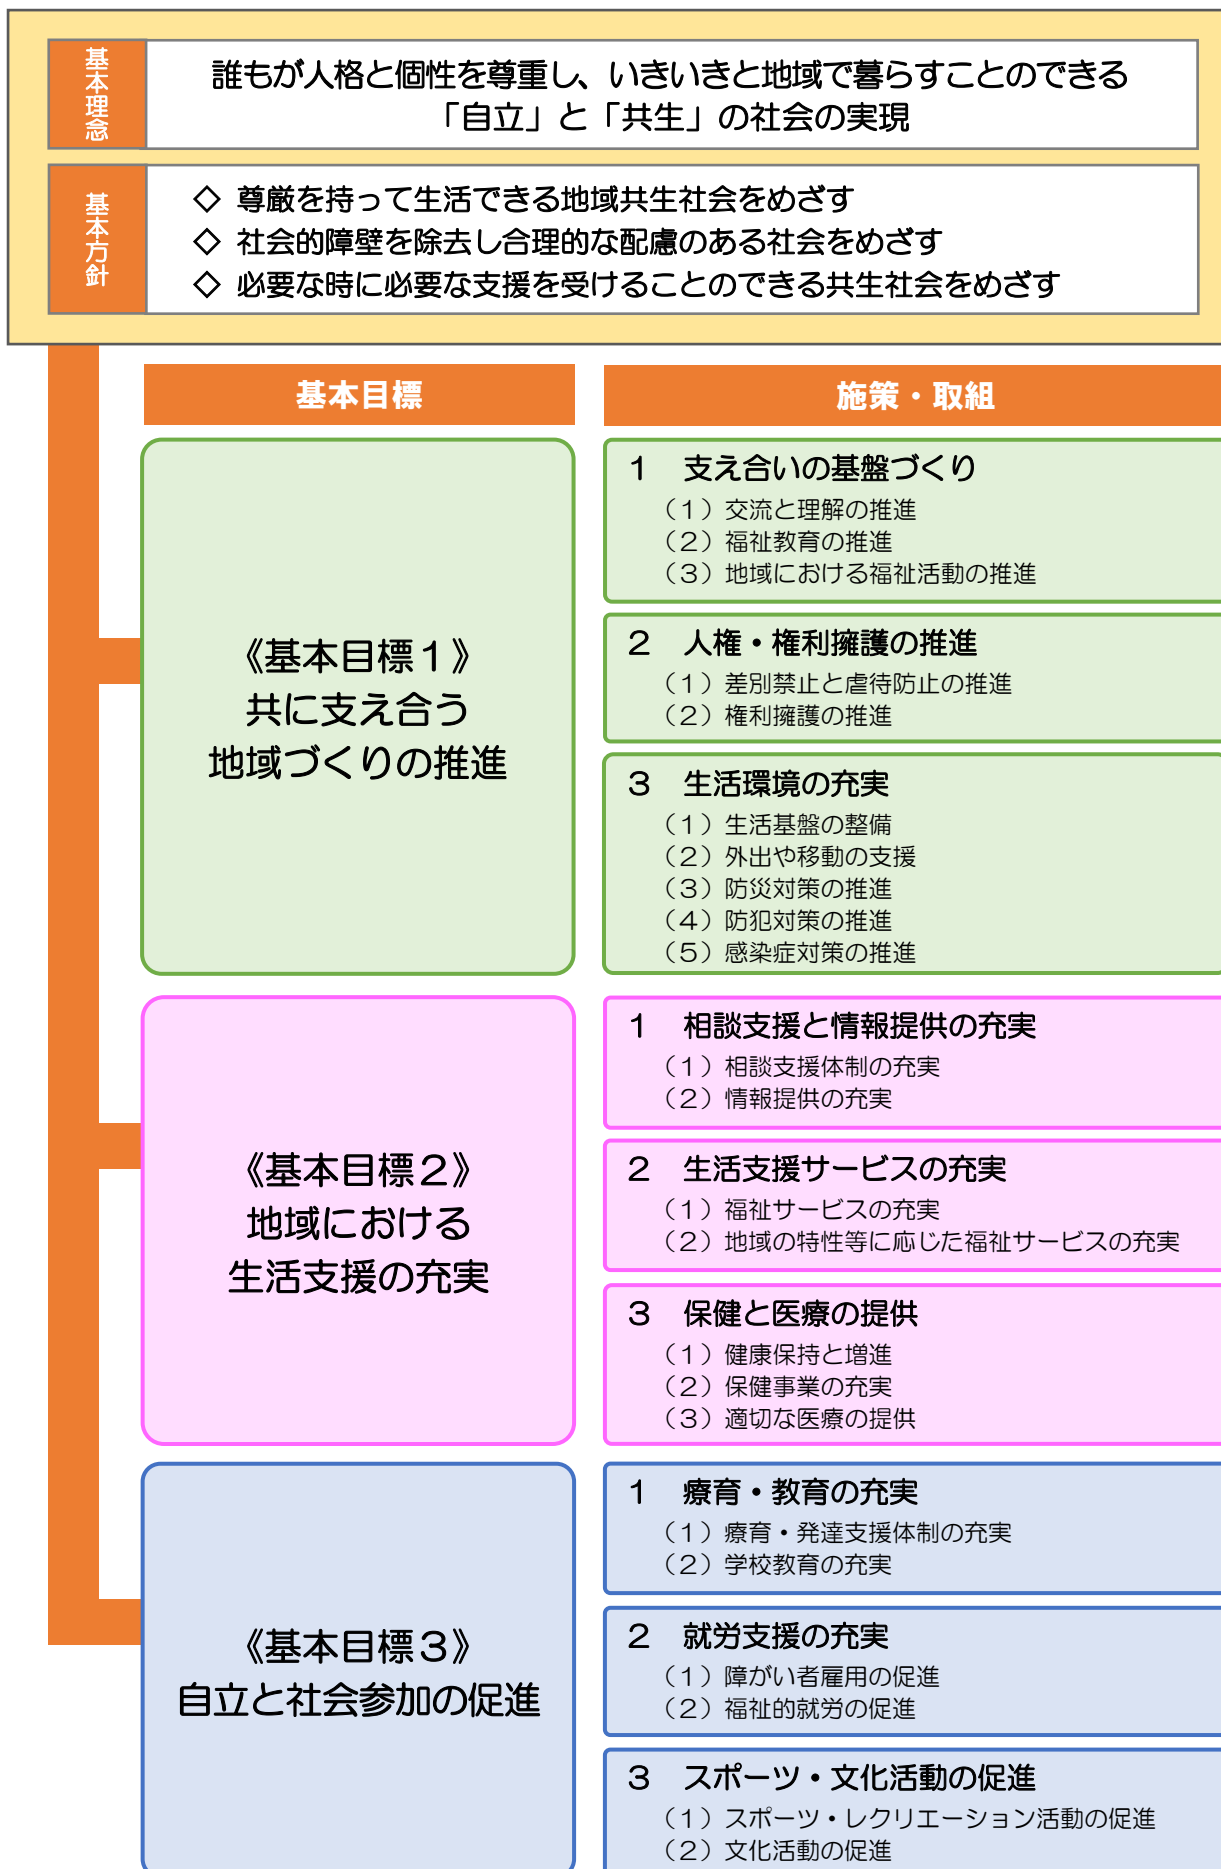 基本理念
誰もが人格と個性を尊重し、いきいきと地域で暮らすことのできる
「自立」と「共生」の社会の実現
基本方針
◇ 尊厳を持って生活できる地域共生社会をめざす
◇ 社会的障壁を除去し合理的な配慮のある社会をめざす
◇ 必要な時に必要な支援を受けることのできる共生社会をめざす
基本目標
施策・取組
《基本目標１》
共に支え合う
地域づくりの推進
１　支え合いの基盤づくり
（１）交流と理解の推進
（２）福祉教育の推進
（３）地域における福祉活動の推進
２　人権・権利擁護の推進
（１）差別禁止と虐待防止の推進
（２）権利擁護の推進
３　生活環境の充実
（１）生活基盤の整備
（２）外出や移動の支援
（３）防災対策の推進
（４）防犯対策の推進
（５）感染症対策の推進
《基本目標２》
地域における
生活支援の充実
１　相談支援と情報提供の充実
（１）相談支援体制の充実
（２）情報提供の充実
２　生活支援サービスの充実
（１）福祉サービスの充実
（２）地域の特性等に応じた福祉サービスの充実
３　保健と医療の提供
（１）健康保持と増進
（２）保健事業の充実
（３）適切な医療の提供
《基本目標３》
自立と社会参加の促進
１　療育・教育の充実
（１）療育・発達支援体制の充実
（２）学校教育の充実
２　就労支援の充実
（１）障がい者雇用の促進
（２）福祉的就労の促進
３　スポーツ・文化活動の促進
（１）スポーツ・レクリエーション活動の促進
（２）文化活動の促進